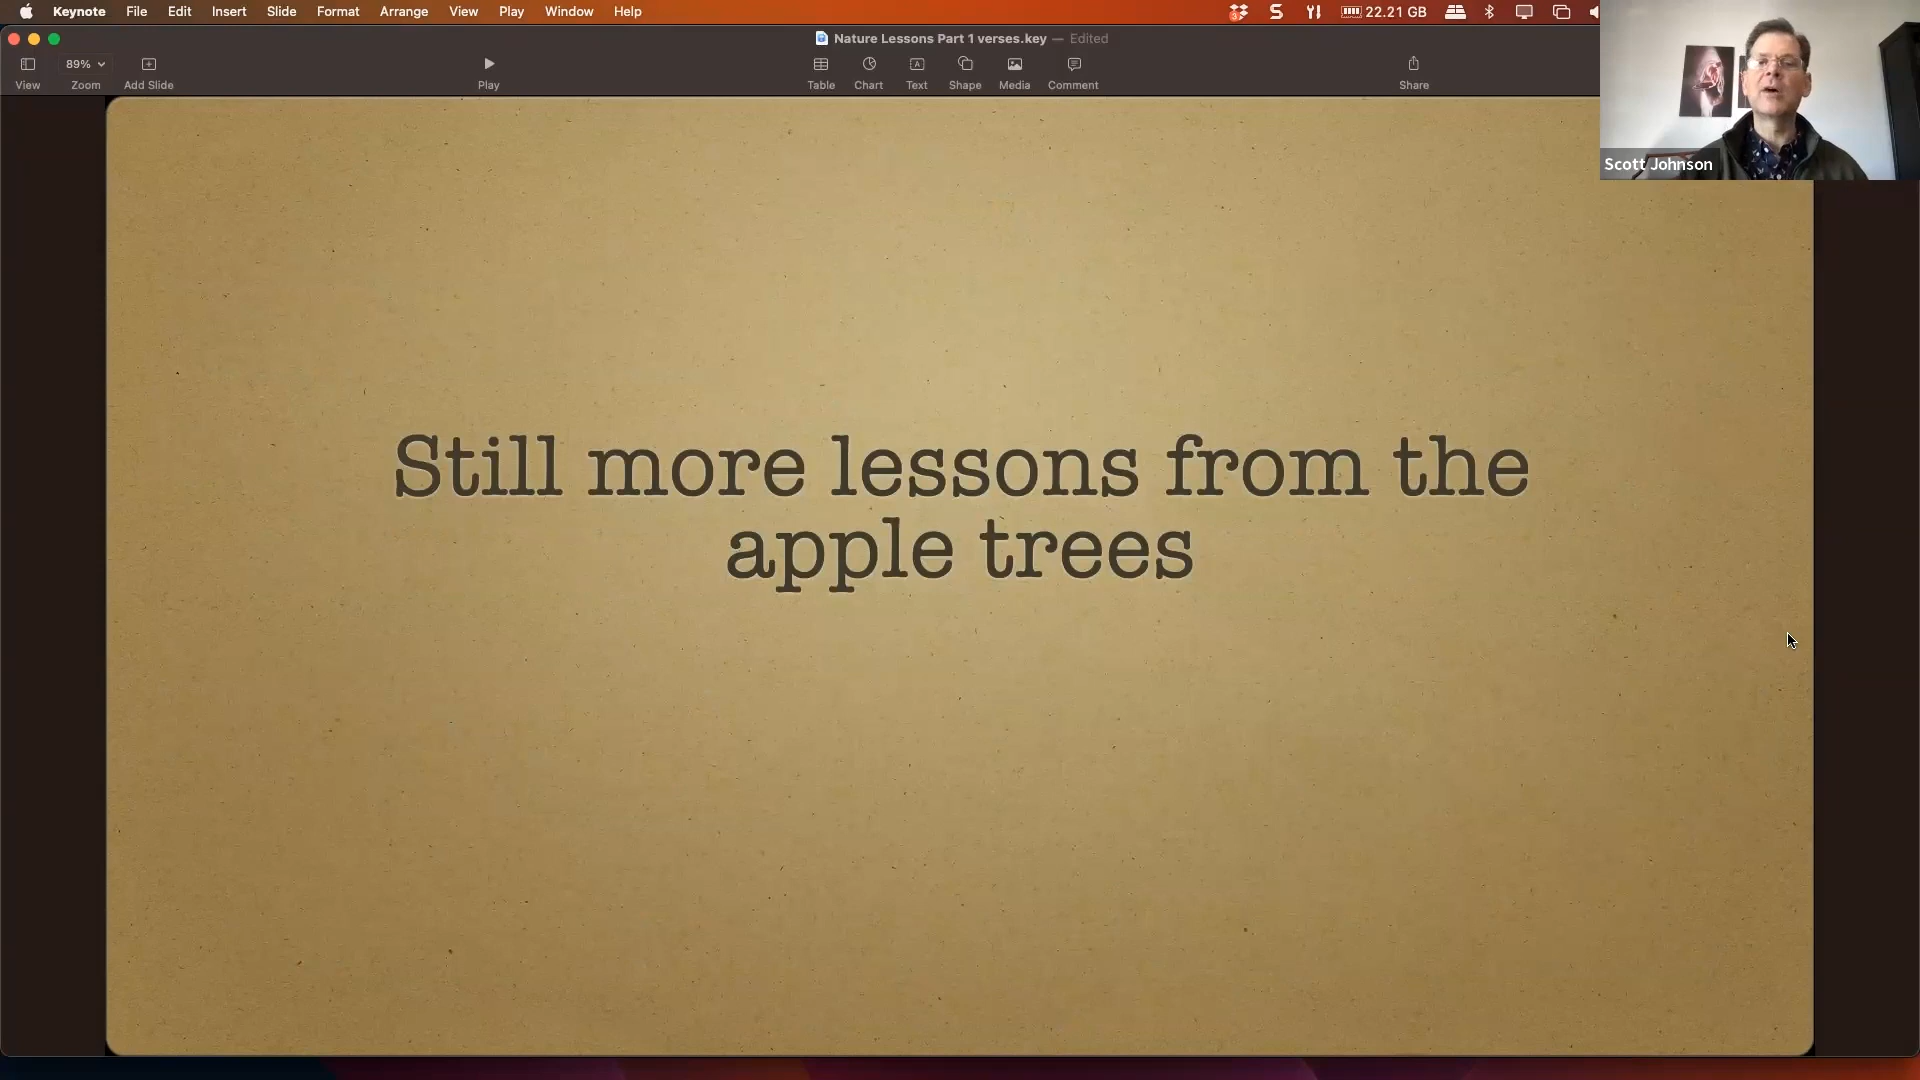 Keynote File Edit Insert Slide Format Arrange View Play Window Help 22.21 GB
Nature Lessons Part 1 verses.key — Edited
89%
View Zoom Add Slide Play Table Chart Text Shape Media Comment Share
Scott Johnson
Still more lessons from the
apple trees